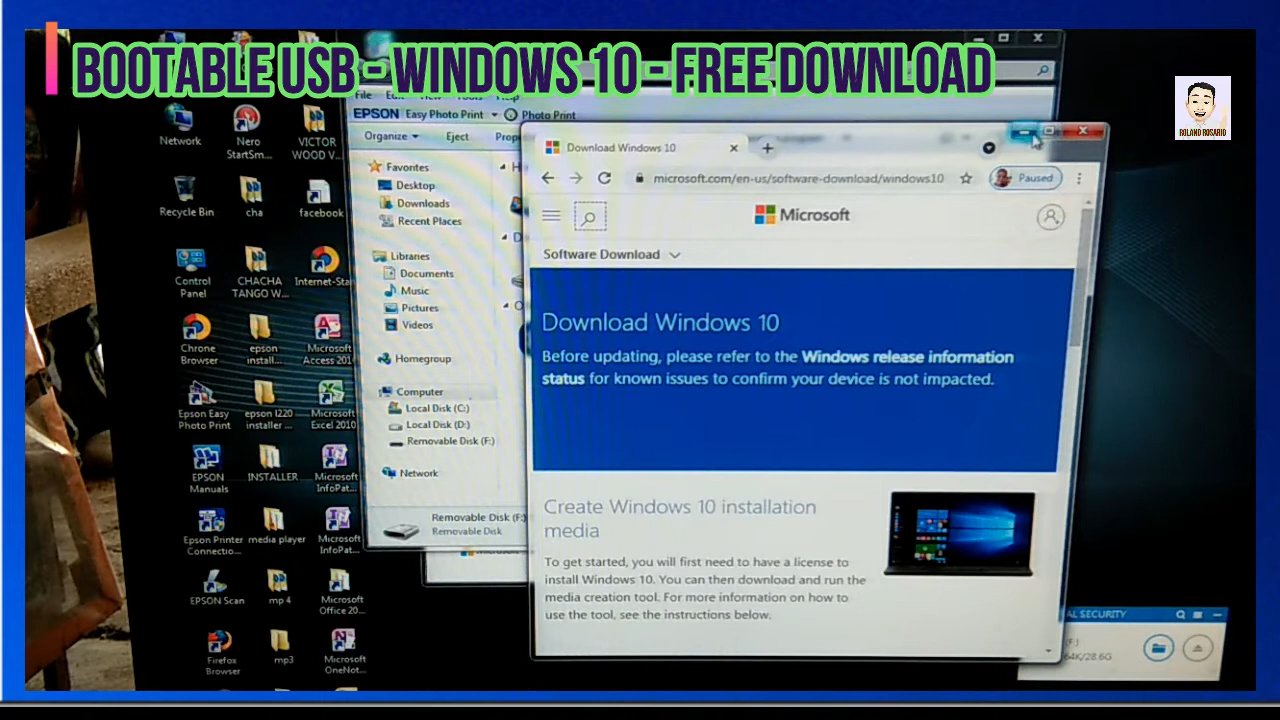 BOOTABLE USB - WINDOWS 10 - FREE DOWNLOAD
ROLAND ROSARIO
Network
Nero
StartSm...
VICTOR
WOOD V...
Recycle Bin
cha
facebook
Control
Panel
CHACHA
TANGO W...
Internet-Sta
Chrome
Browser
epson
install...
Microsoft
Access 201
Epson Easy
Photo Print
epson l220
installer ...
Microsoft
Excel 2010
EPSON
Manuals
INSTALLER
Microsoft
InfoPat...
Epson Printer
Connectio...
media player
Microsoft
InfoPat...
EPSON Scan
mp 4
Microsoft
Office 20...
Firefox
Browser
mp3
Microsoft
OneNot...
File
EPSON Easy Photo Print
Photo Print
Organize
Eject
Prope
Favorites
Desktop
Downloads
Recent Places
Libraries
Documents
Music
Pictures
Videos
Homegroup
Computer
Local Disk (C:)
Local Disk (D:)
Removable Disk (F:)
Network
Removable Disk (F:)
Removable Disk
Download Windows 10
microsoft.com/en-us/software-download/windows10
Paused
Microsoft
Software Download
Download Windows 10
Before updating, please refer to the Windows release information
status for known issues to confirm your device is not impacted.
Create Windows 10 installation
media
To get started, you will first need to have a license to
install Windows 10. You can then download and run the
media creation tool. For more information on how to
use the tool, see the instructions below.
AL SECURITY
(F:)
64K/28.6G